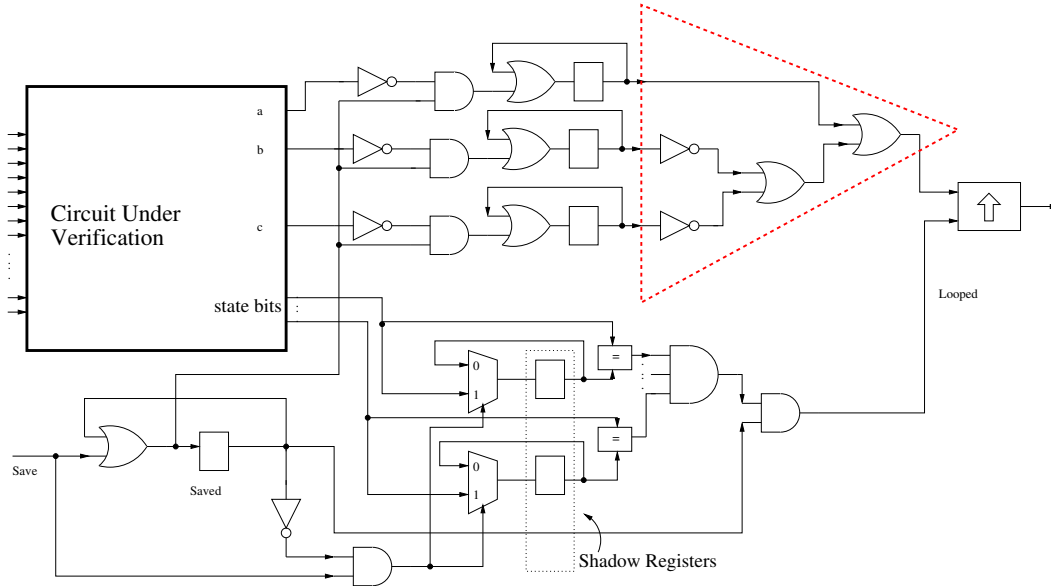 a
b
Circuit Under
Verification
c
state bits
Looped
=
0
1
=
0
1
Save
Saved
Shadow Registers